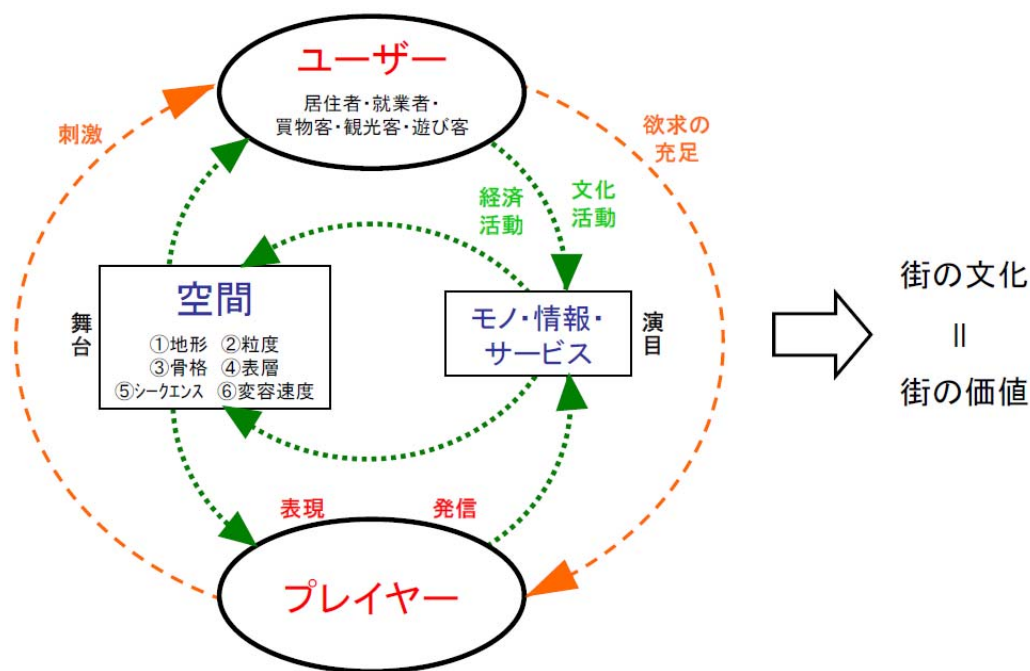 ユーザー
居住者・就業者・
買物客・観光客・遊び客
刺激
欲求の
充足
経済
活動
文化
活動
舞台
空間
①地形 ②粒度
③骨格 ④表層
⑤シークエンス ⑥変容速度
モノ・情報・
サービス
演目
街の文化
॥
街の価値
表現
発信
プレイヤー